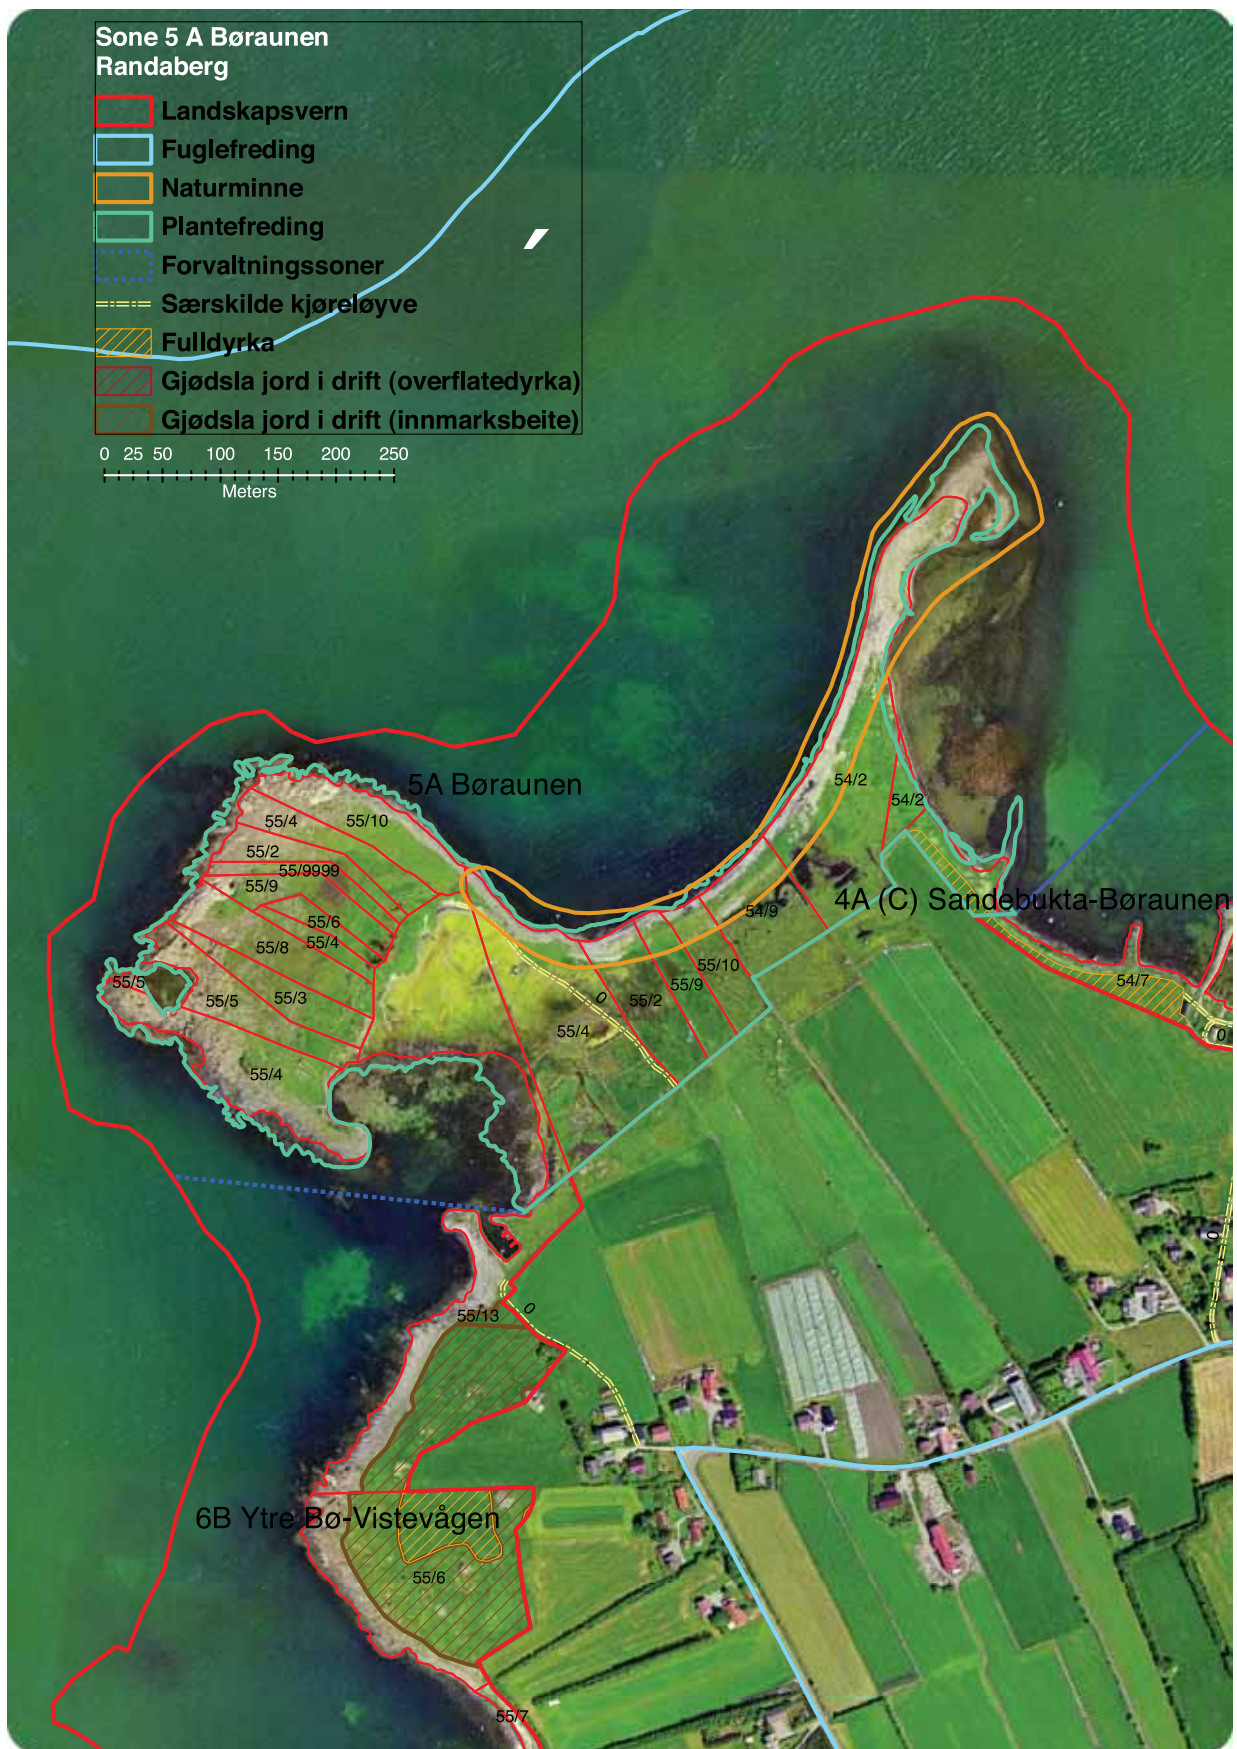 Sone 5 A Børaunen
Randaberg
Landskapsvern
Fuglefreding
Naturminne
Plantefreding
Forvaltningssoner
Særskilde kjøreløyve
Fulldyrka
Gjødsla jord i drift (overflatedyrka)
Gjødsla jord i drift (innmarksbeite)
0 25 50 100 150 200 250
Meters
5A Børaunen
54/2
54/2
55/4
55/10
55/2
55/9999
55/9
55/6
55/4
55/8
55/5
55/5
55/3
55/4
54/9
55/10
55/9
55/2
0
55/4
4A (C) Sandebukta-Børaunen
54/7
0
0
55/13
0
6B Ytre Bø-Vistevågen
55/6
55/7